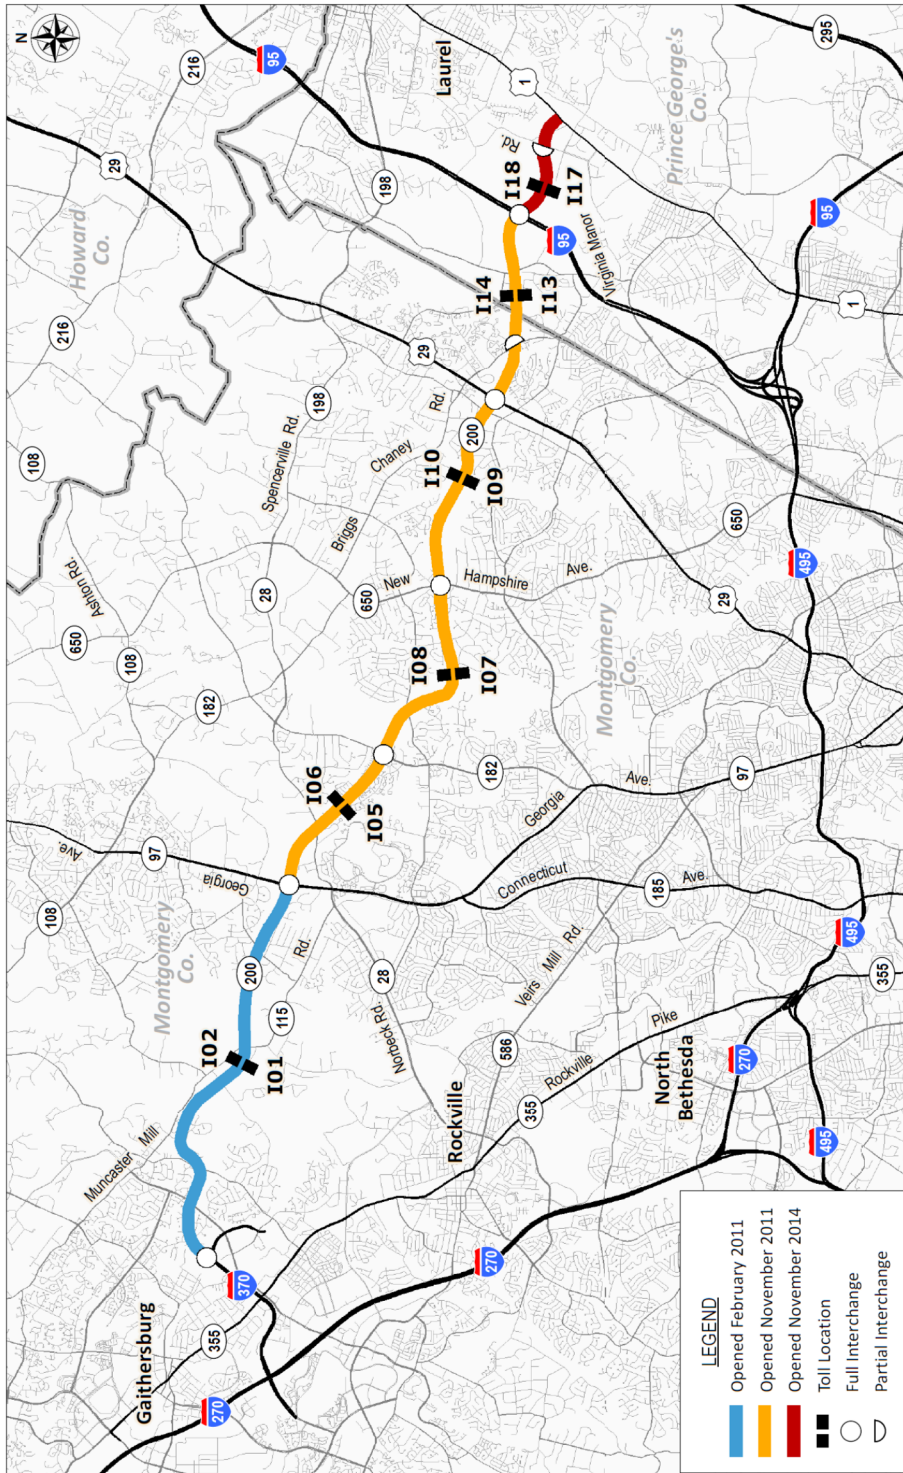 N
108
650
108
Ave.
216
Ashton Rd.
108
Howard
Co.
29
Muncaster Mill
Gaithersburg
Montgomery
Co.
97
182
216
270
355
I02
Georgia
28
Spencerville Rd.
370
200
95
I01
115
Rd.
I06
198
Briggs
Chaney
Rd.
198
I05
28
Norbeck Rd.
650
New
29
I08
I10
Laurel
Rockville
200
I14
I18
Rd.
270
586
I07
182
Hampshire
I09
1
355
Veirs Mill Rd.
Connecticut
Georgia
Ave.
I13
95
I17
Rockville
Virginia Manor
Montgomery
Co.
Ave.
185
Ave.
Pike
North
Bethesda
Prince George's
Co.
270
97
29
650
495
495
495
95
295
1
355
LEGEND
Opened February 2011
Opened November 2011
Opened November 2014
Toll Location
Full Interchange
Partial Interchange